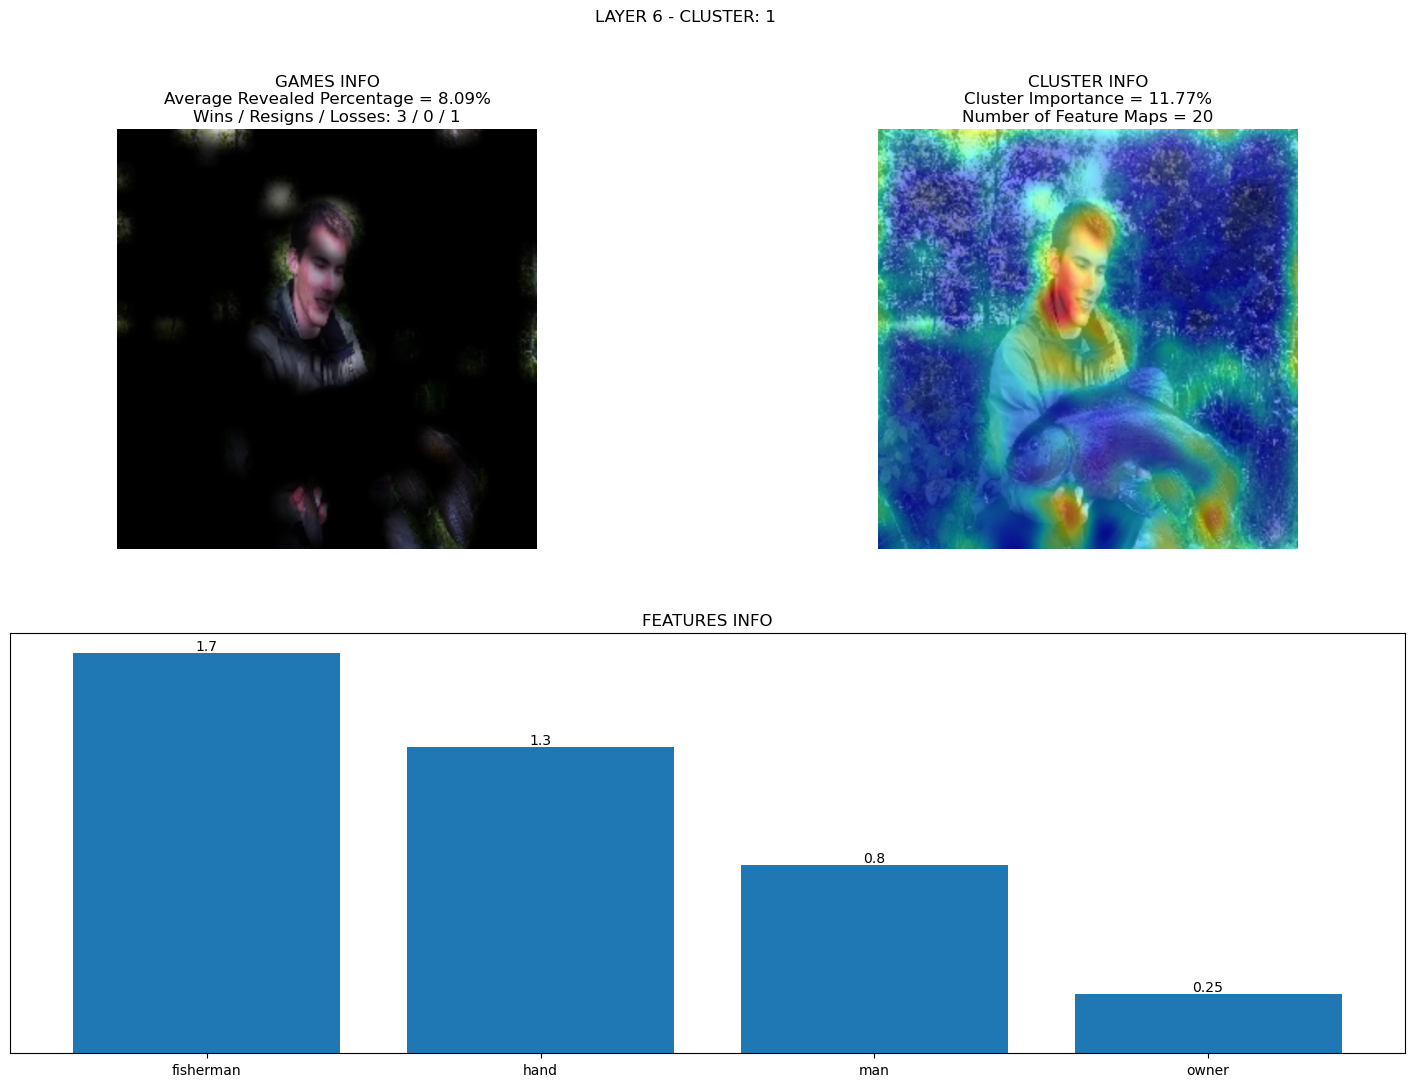 LAYER 6 - CLUSTER: 1
GAMES INFO
Average Revealed Percentage = 8.09%
Wins / Resigns / Losses: 3 / 0 / 1
CLUSTER INFO
Cluster Importance = 11.77%
Number of Feature Maps = 20
FEATURES INFO
1.7
1.3
0.8
0.25
fisherman
hand
man
owner